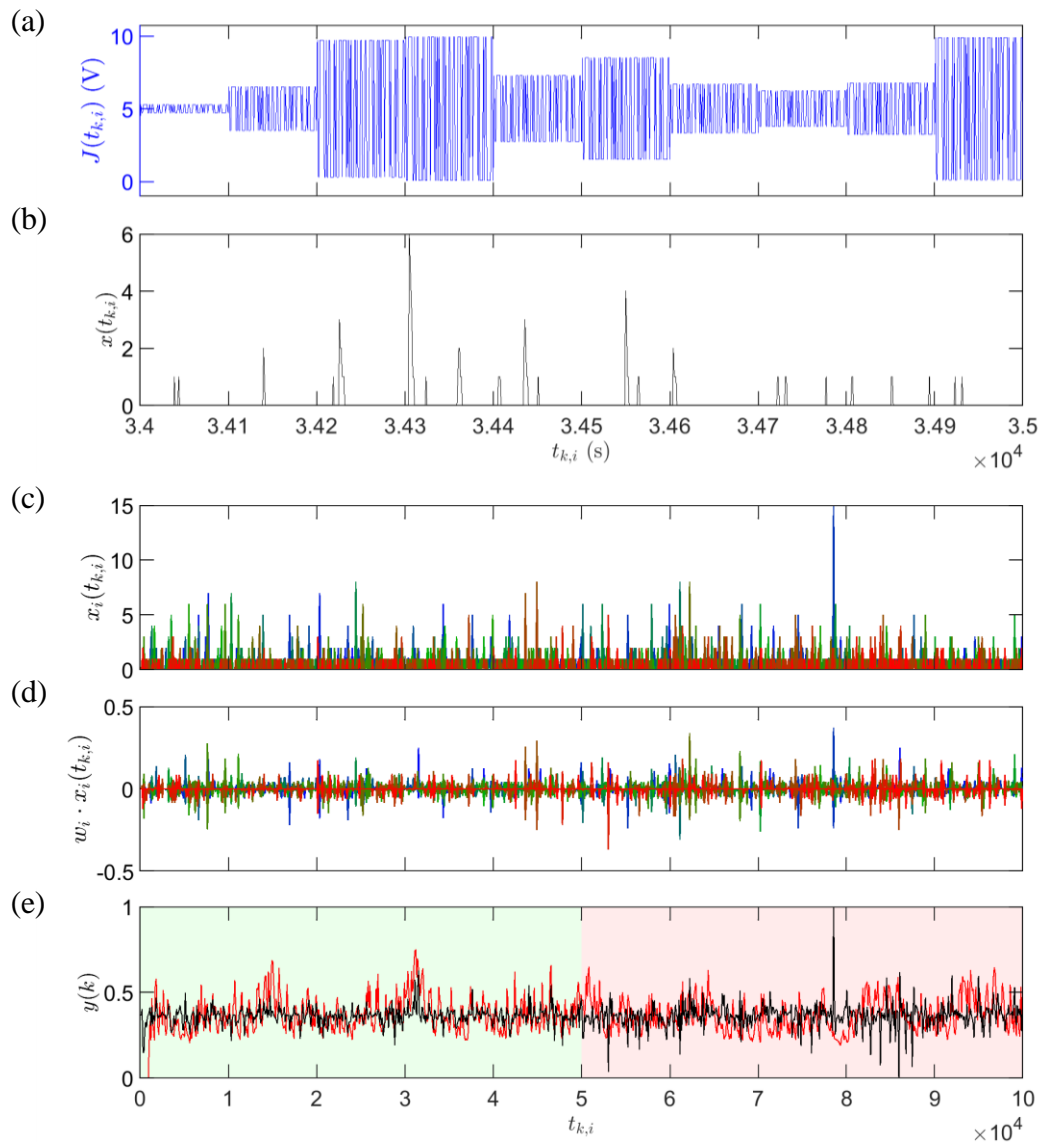 (a)
J(t_{k,i}) (V)
10
5
0
(b)
x(t_{k,i})
6
4
2
0
3.4 3.41 3.42 3.43 3.44 3.45 3.46 3.47 3.48 3.49 3.5
t_{k,i} (s)
×10^4
(c)
x_i(t_{k,i})
15
10
5
0
(d)
w_i · x_i(t_{k,i})
0.5
0
-0.5
(e)
y(k)
1
0.5
0
0 1 2 3 4 5 6 7 8 9 10
t_{k,i}
×10^4